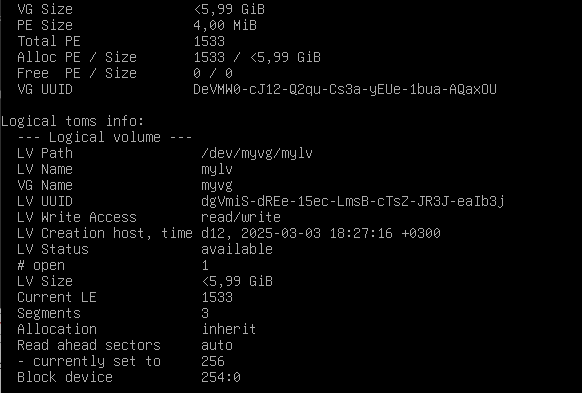 VG Size <5,99 GiB
PE Size 4,00 MiB
Total PE 1533
Alloc PE / Size 1533 / <5,99 GiB
Free PE / Size 0 / 0
VG UUID DeVMW0-cJ12-Q2qu-Cs3a-yEUe-1bua-AQaxOU
Logical toms info:
--- Logical volume ---
LV Path /dev/myvg/mylv
LV Name mylv
VG Name myvg
LV UUID dgVmiS-dREe-15ec-LmsB-cTsZ-JR3J-eaIb3j
LV Write Access read/write
LV Creation host, time d12, 2025-03-03 18:27:16 +0300
LV Status available
# open 1
LV Size <5,99 GiB
Current LE 1533
Segments 3
Allocation inherit
Read ahead sectors auto
- currently set to 256
Block device 254:0